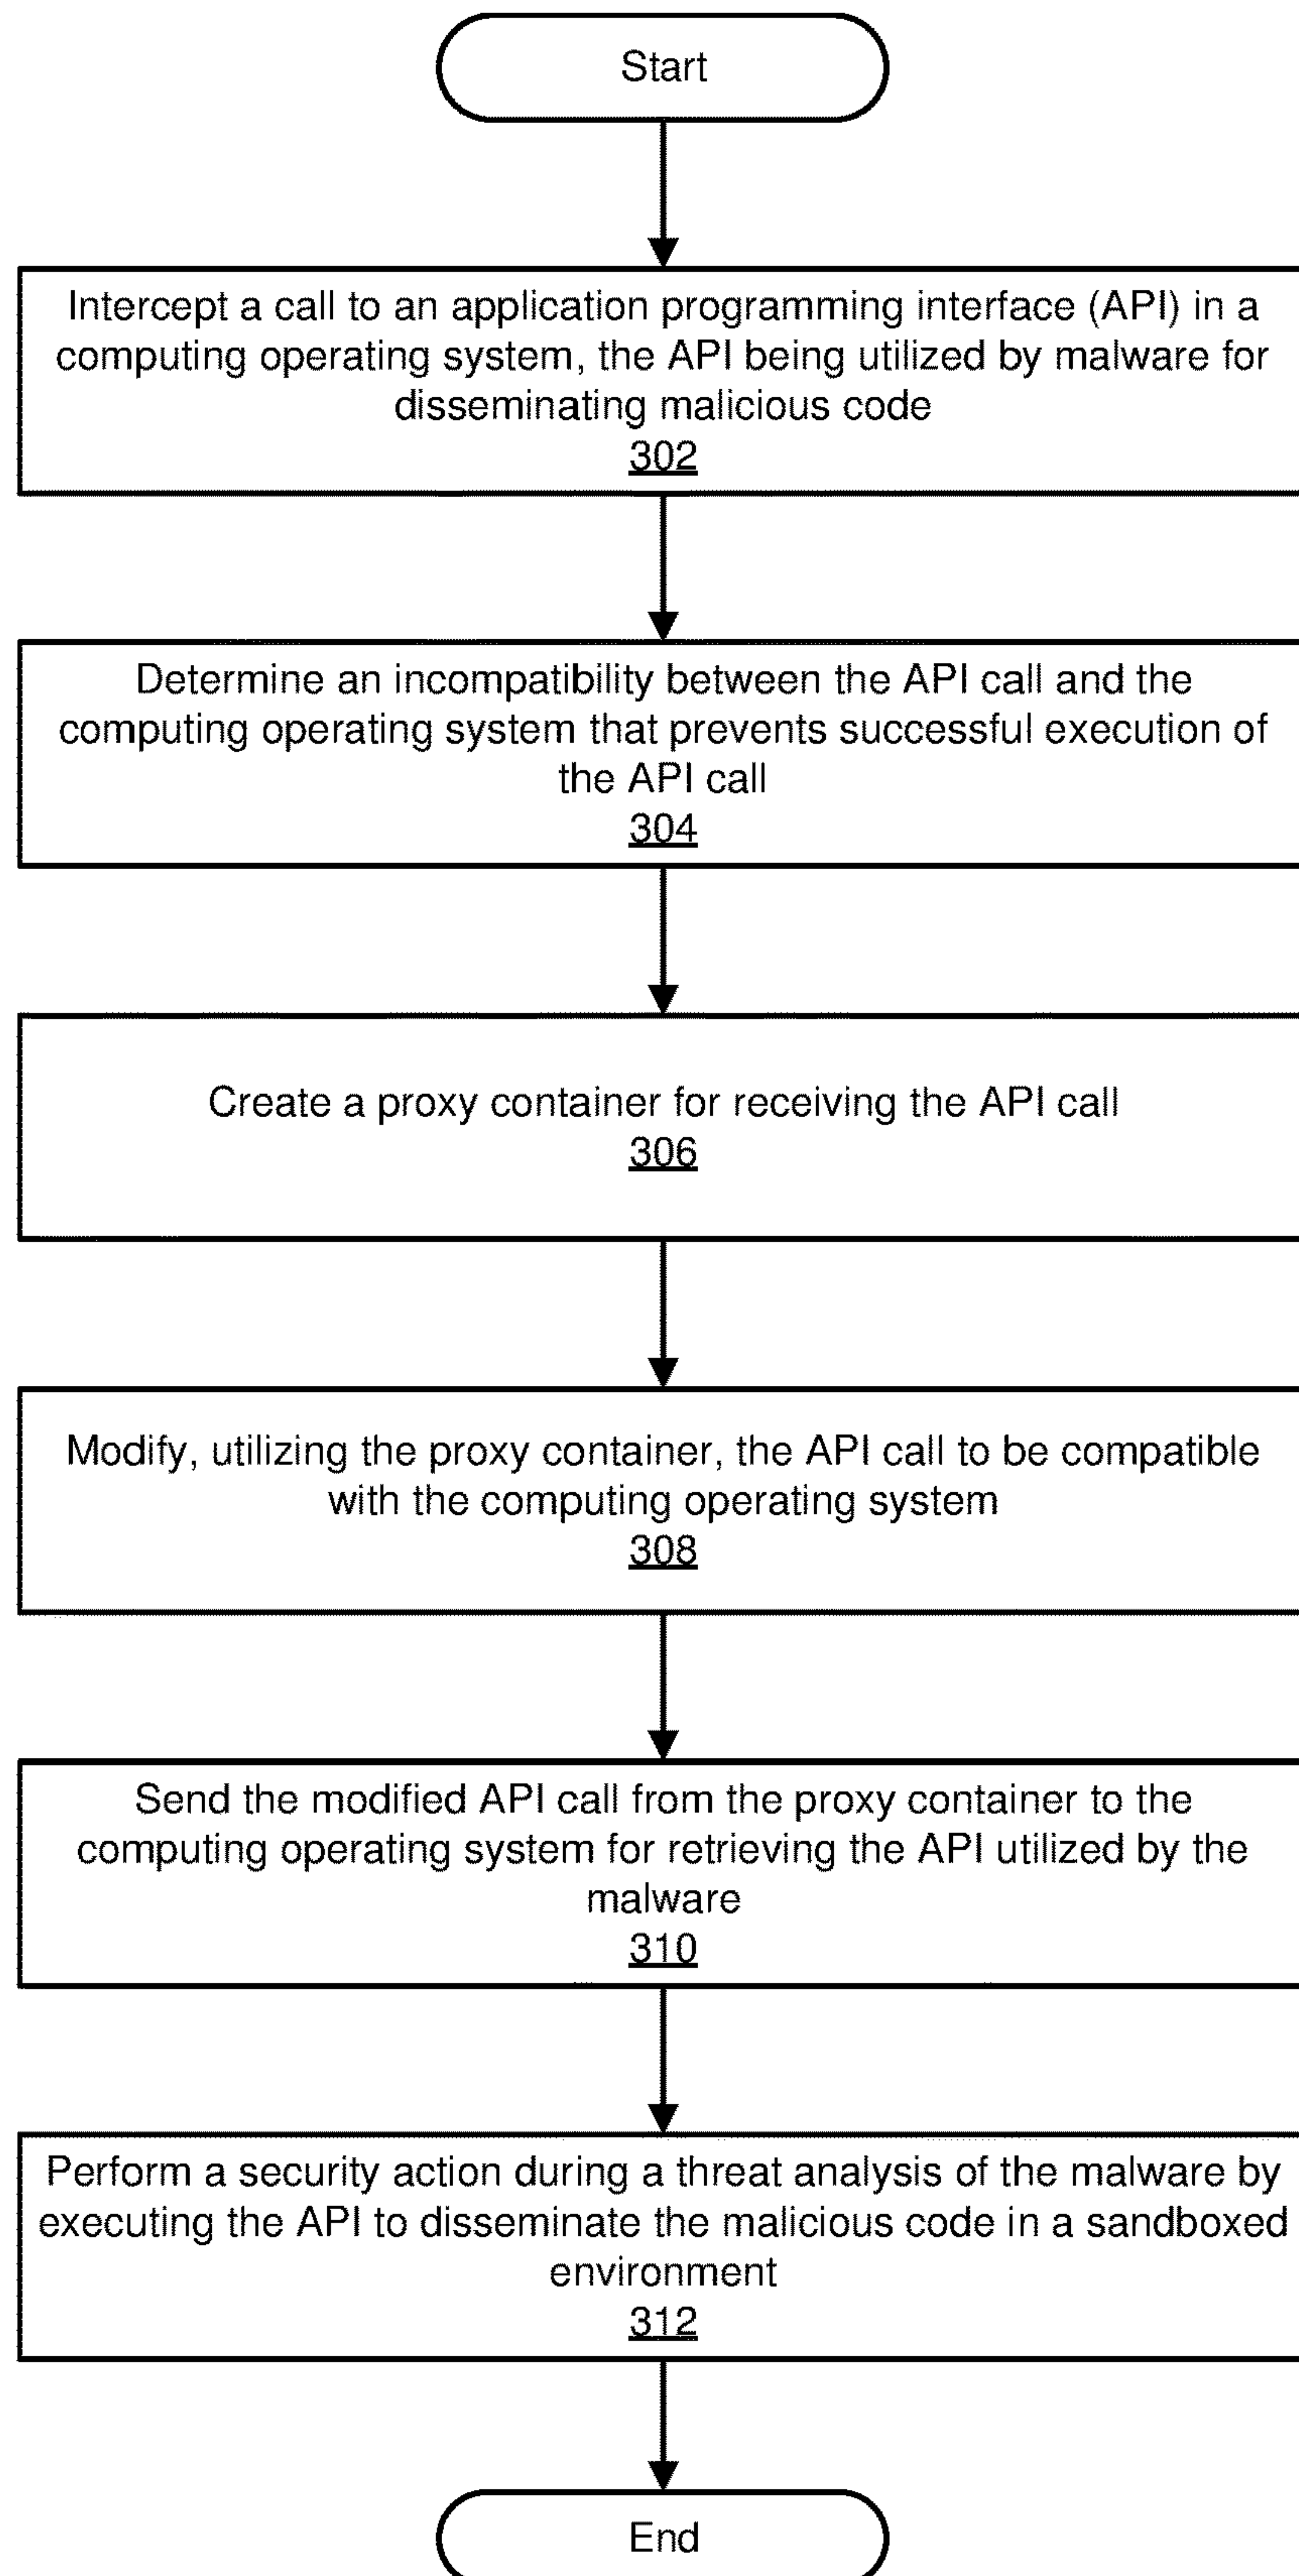 Start
Intercept a call to an application programming interface (API) in a
computing operating system, the API being utilized by malware for
disseminating malicious code
302
Determine an incompatibility between the API call and the
computing operating system that prevents successful execution of
the API call
304
Create a proxy container for receiving the API call
306
Modify, utilizing the proxy container, the API call to be compatible
with the computing operating system
308
Send the modified API call from the proxy container to the
computing operating system for retrieving the API utilized by the
malware
310
Perform a security action during a threat analysis of the malware by
executing the API to disseminate the malicious code in a sandboxed
environment
312
End